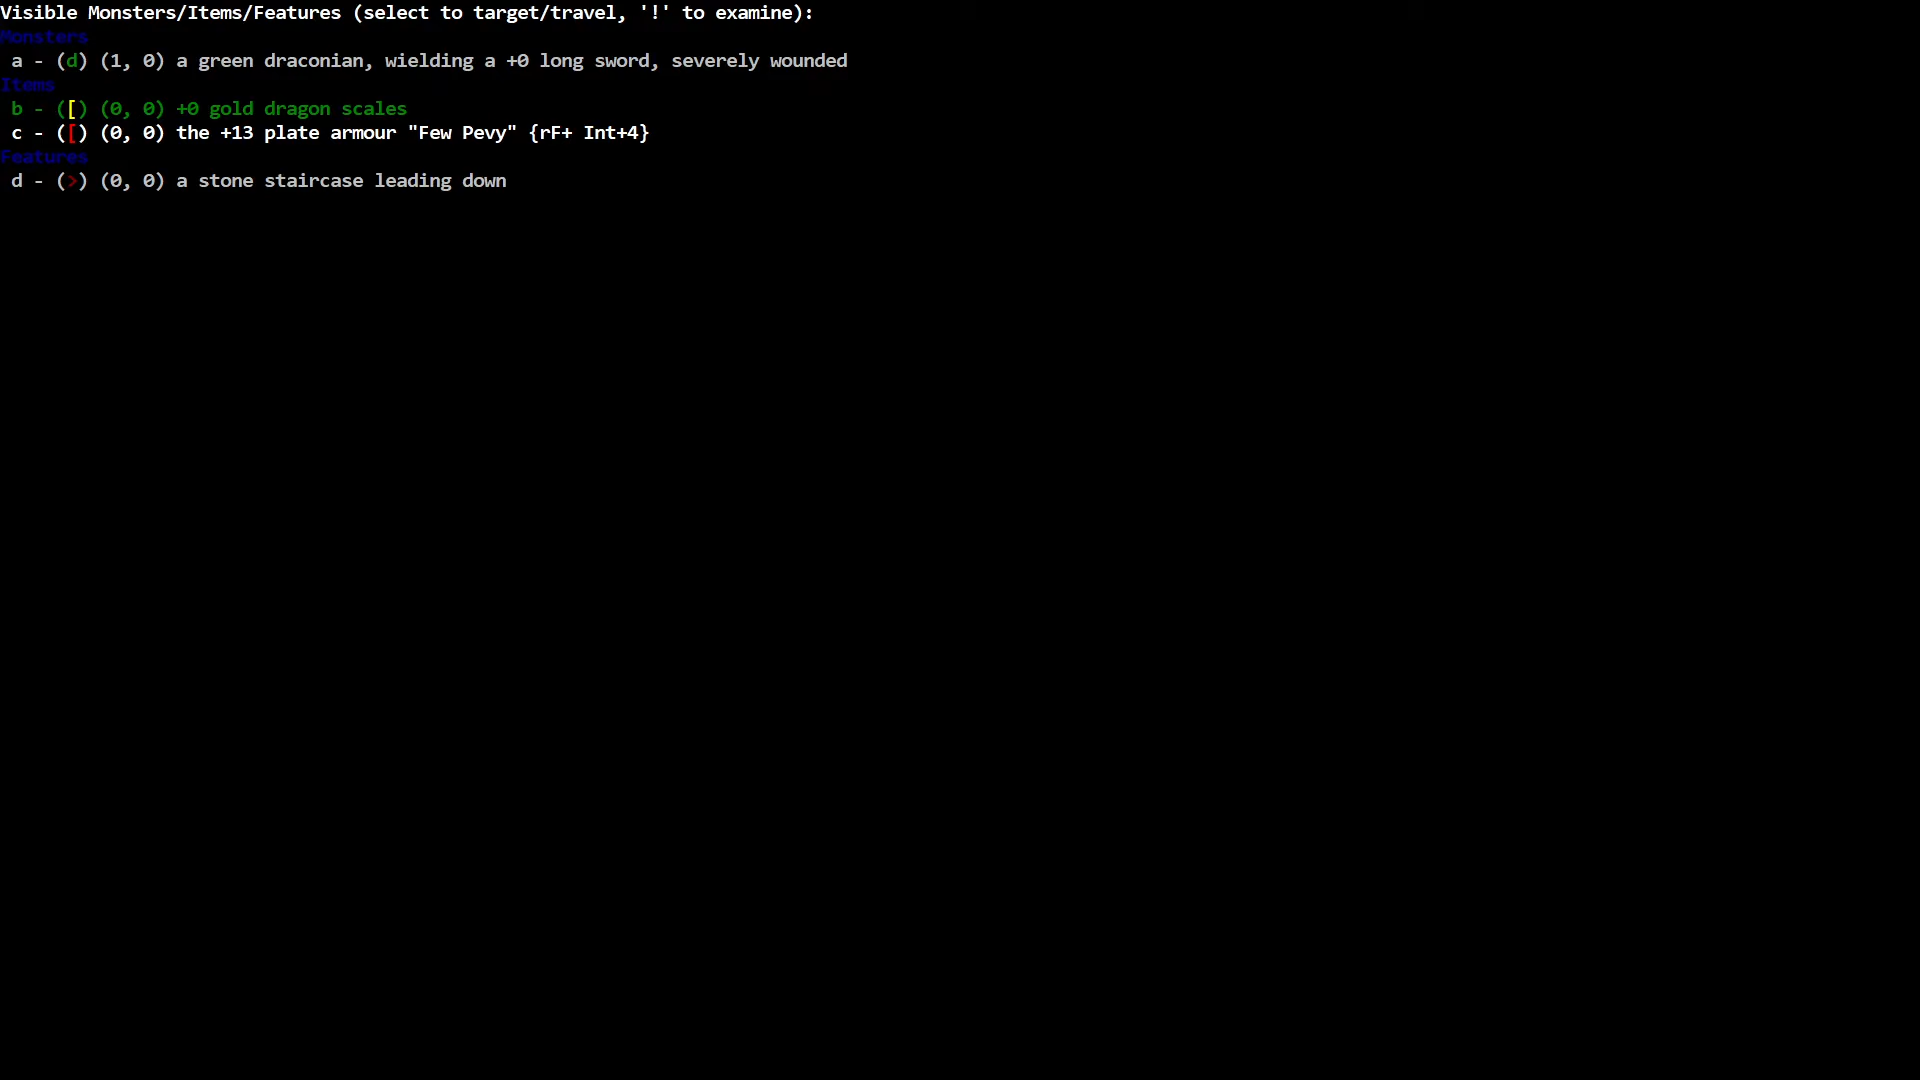 Visible Monsters/Items/Features (select to target/travel, '!' to examine):
Monsters
a - (d) (1, 0) a green draconian, wielding a +0 long sword, severely wounded
Items
b - ([) (0, 0) +0 gold dragon scales
c - ([) (0, 0) the +13 plate armour "Few Pevy" {rF+ Int+4}
Features
d - (>) (0, 0) a stone staircase leading down